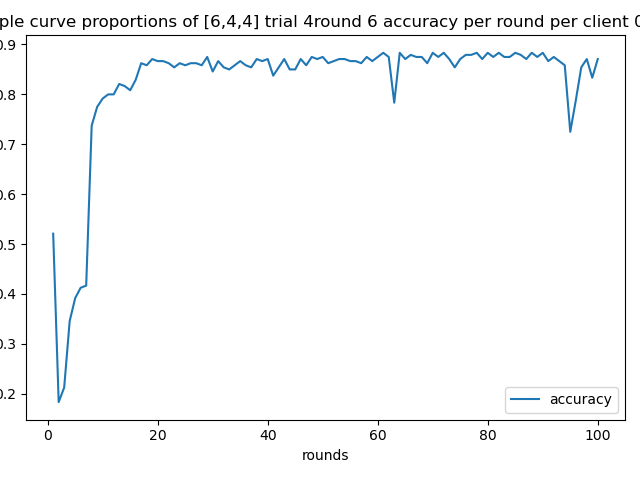 ple curve proportions of [6,4,4] trial 4round 6 accuracy per round per client 0
0.9
0.8
0.7
0.6
0.5
0.4
0.3
0.2
accuracy
0 20 40 60 80 100
rounds